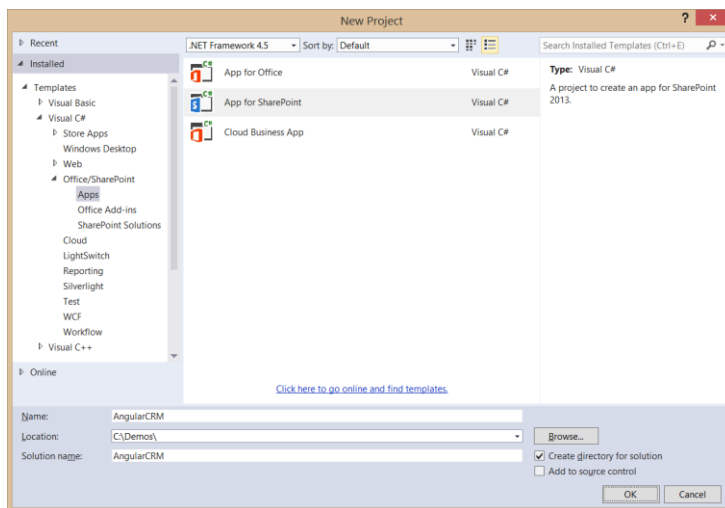 New Project
? ×
Recent
.NET Framework 4.5 Sort by: Default
Search Installed Templates (Ctrl+E)
Installed
Templates
Visual Basic
Visual C#
Store Apps
Windows Desktop
Web
Office/SharePoint
Apps
Office Add-ins
SharePoint Solutions
Cloud
LightSwitch
Reporting
Silverlight
Test
WCF
Workflow
Visual C++
Online
C# App for Office Visual C#
C# App for SharePoint Visual C#
C# Cloud Business App Visual C#
Click here to go online and find templates.
Type: Visual C#
A project to create an app for SharePoint
2013.
Name: AngularCRM
Location: C:\Demos\
Browse...
Solution name: AngularCRM
Create directory for solution
Add to source control
OK Cancel